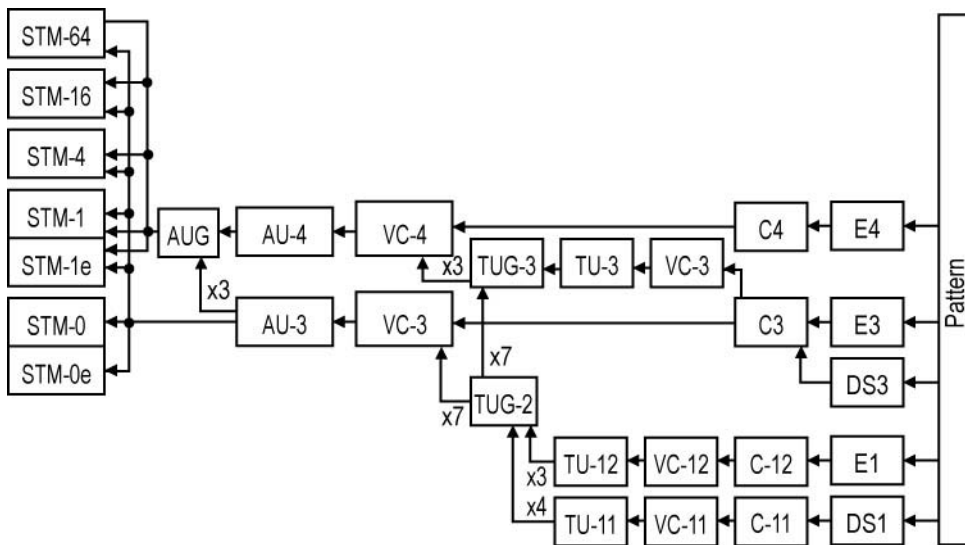 STM-64
STM-16
STM-4
STM-1
STM-1e
STM-0
STM-0e
AUG
AU-4
VC-4
C4
E4
x3
TUG-3
TU-3
VC-3
x3
AU-3
VC-3
C3
E3
x7
DS3
x7
TUG-2
x3
TU-12
VC-12
C-12
E1
x4
TU-11
VC-11
C-11
DS1
Pattern